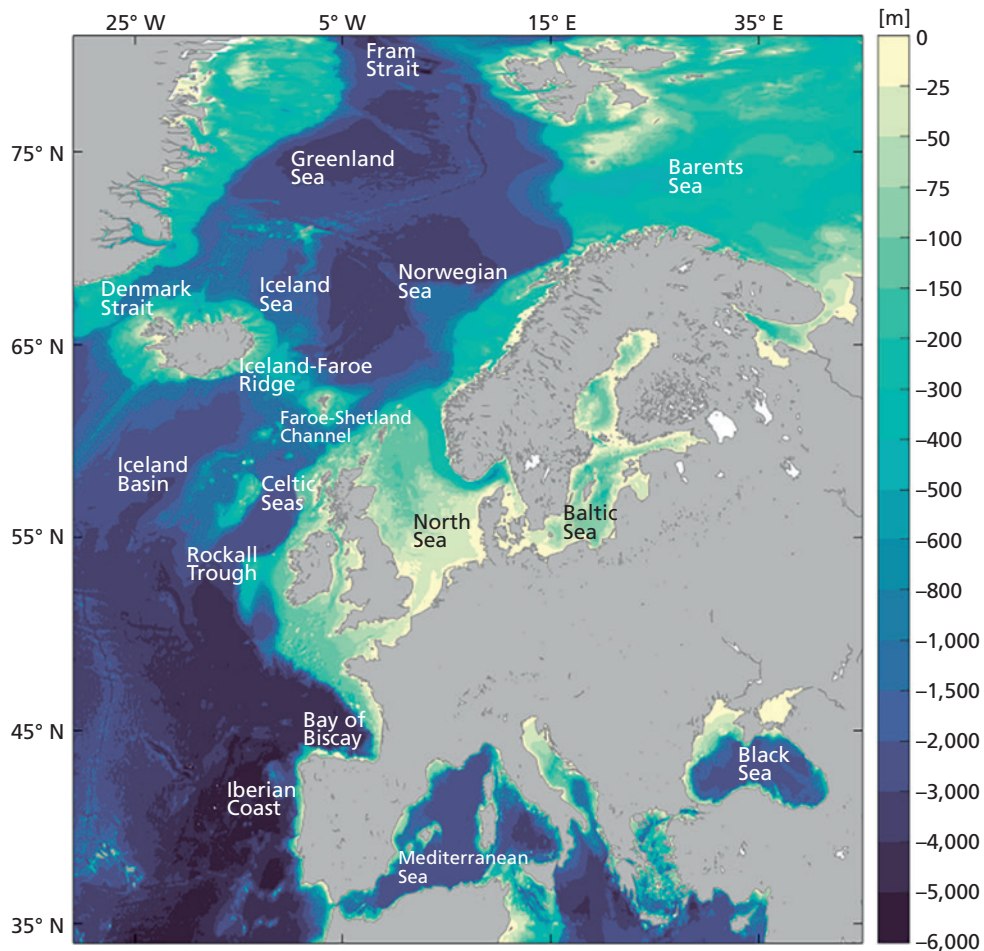 25° W
5° W
15° E
35° E
[m]
Fram
Strait
Greenland
Sea
Barents
Sea
Denmark
Strait
Iceland
Sea
Norwegian
Sea
Iceland-Faroe
Ridge
Faroe-Shetland
Channel
Iceland
Basin
Celtic
Seas
North
Sea
Baltic
Sea
Rockall
Trough
Bay of
Biscay
Black
Sea
Iberian
Coast
Mediterranean
Sea
75° N
65° N
55° N
45° N
35° N
0
–25
–50
–75
–100
–150
–200
–300
–400
–500
–600
–800
–1,000
–1,500
–2,000
–3,000
–4,000
–5,000
–6,000